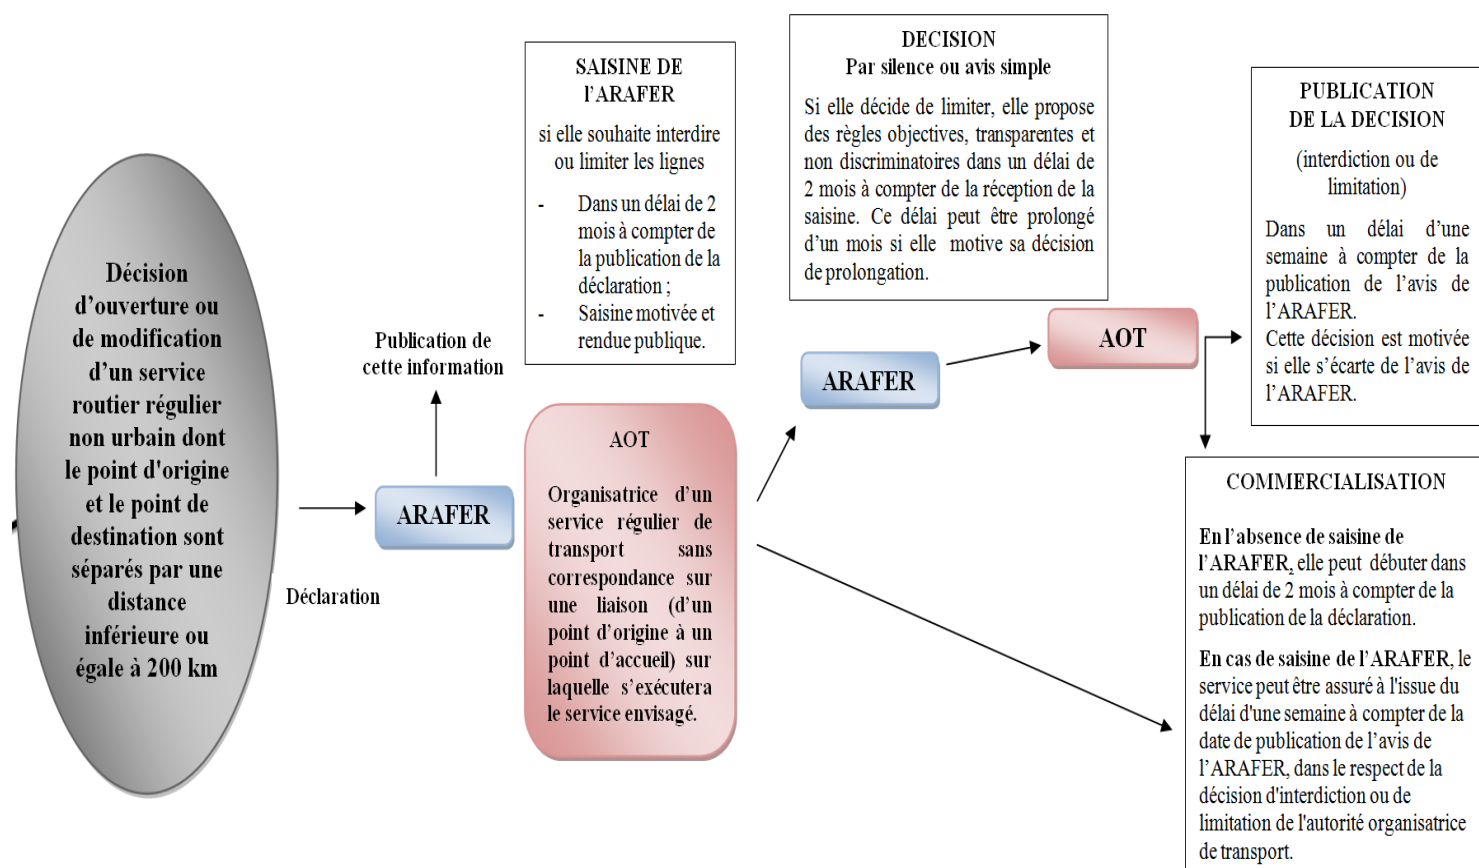 Décision
d’ouverture ou
de modification
d’un service
routier régulier
non urbain dont
le point d'origine
et le point de
destination sont
séparés par une
distance
inférieure ou
égale à 200 km
Déclaration
ARAFER
Publication de
cette information
SAISINE DE
l’ARAFER
si elle souhaite interdire
ou limiter les lignes
- Dans un délai de 2
mois à compter de
la publication de la
déclaration ;
- Saisine motivée et
rendue publique.
AOT
Organisatrice d’un
service régulier de
transport sans
correspondance sur
une liaison (d’un
point d’origine à un
point d’accueil) sur
laquelle s’exécutera
le service envisagé.
ARAFER
DECISION
Par silence ou avis simple
Si elle décide de limiter, elle propose
des règles objectives, transparentes et
non discriminatoires dans un délai de
2 mois à compter de la réception de la
saisine. Ce délai peut être prolongé
d’un mois si elle motive sa décision
de prolongation.
AOT
PUBLICATION
DE LA DECISION
(interdiction ou de
limitation)
Dans un délai d’une
semaine à compter de la
publication de l’avis de
l’ARAFER.
Cette décision est motivée
si elle s’écarte de l’avis de
l’ARAFER.
COMMERCIALISATION
En l’absence de saisine de
l’ARAFER, elle peut débuter dans
un délai de 2 mois à compter de la
publication de la déclaration.
En cas de saisine de l’ARAFER, le
service peut être assuré à l'issue du
délai d'une semaine à compter de la
date de publication de l’avis de
l’ARAFER, dans le respect de la
décision d'interdiction ou de
limitation de l'autorité organisatrice
de transport.